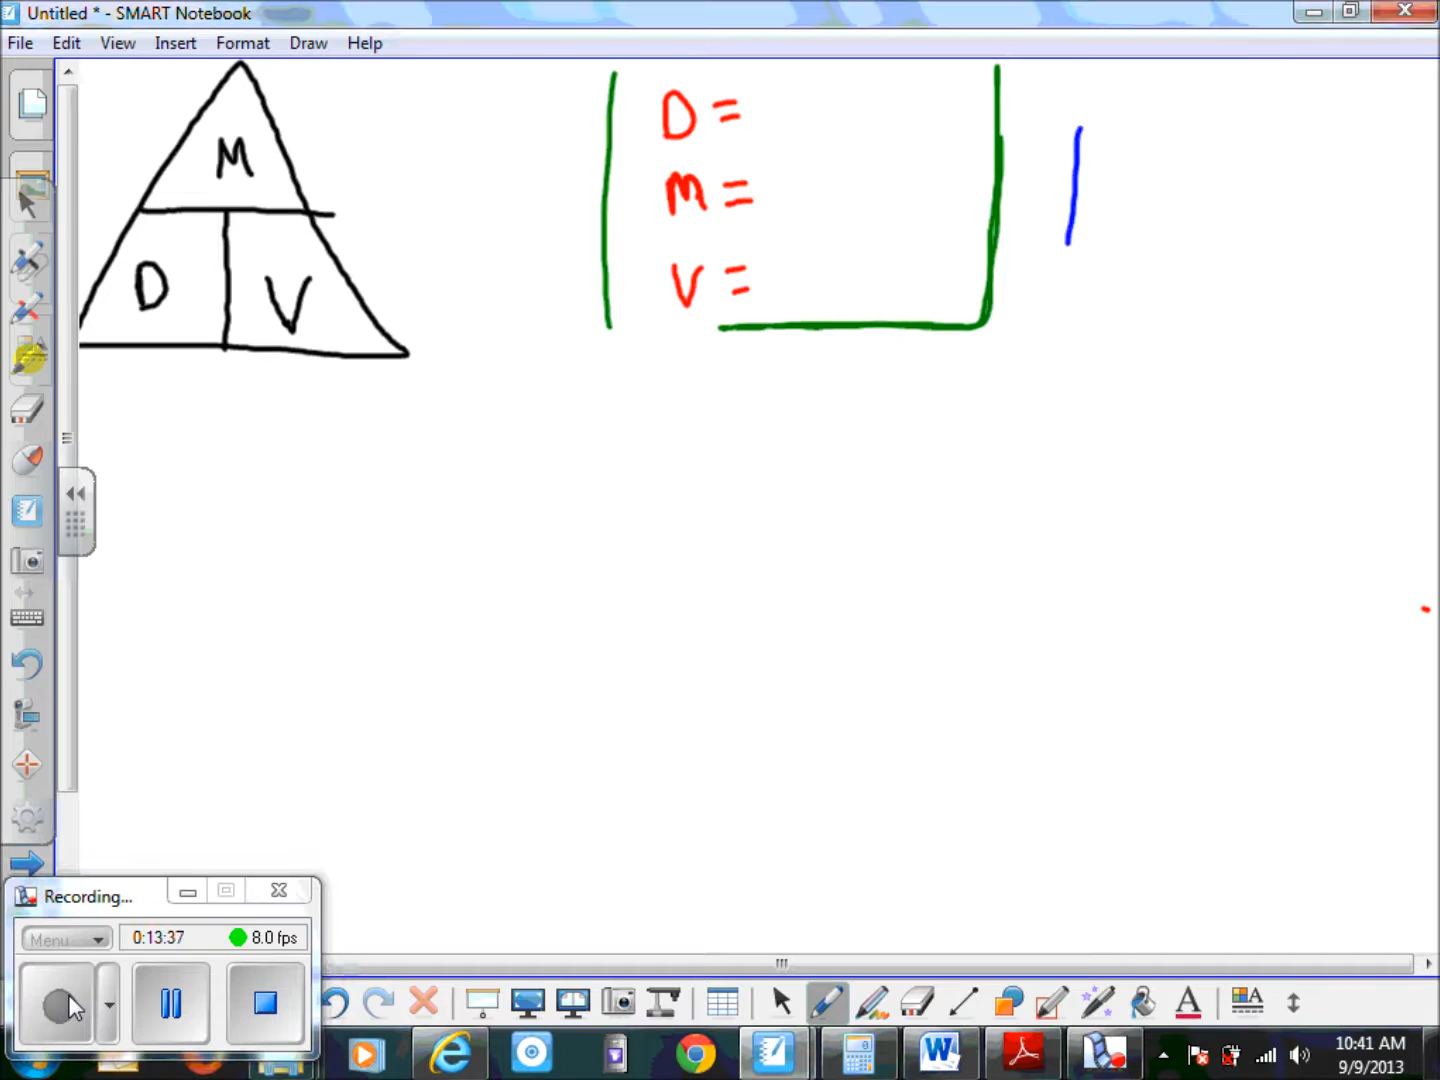 Untitled * - SMART Notebook
File Edit View Insert Format Draw Help
M
D V
D =
M =
V =
Recording...
Menu 0:13:37 8.0 fps
A
W
10:41 AM
9/9/2013